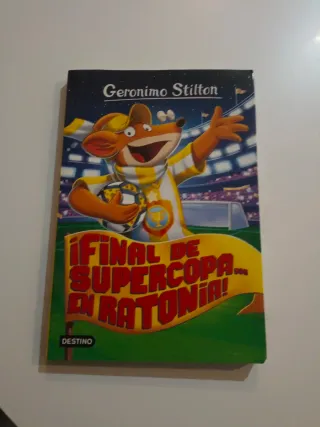 Geronimo Stilton
¡FINAL DE
SUPERCOPA...
EN RATONIA!
DESTINO